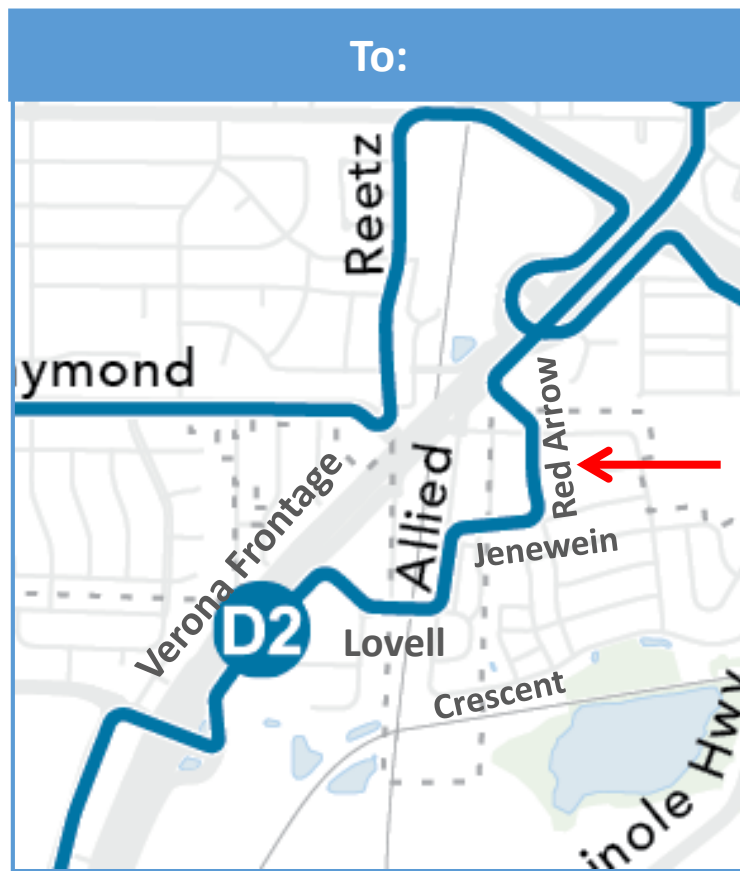 To:
Reetz
ymond
Red Arrow
Allied
Verona Frontage
Jenewein
D2
Lovell
Crescent
inole Hwy